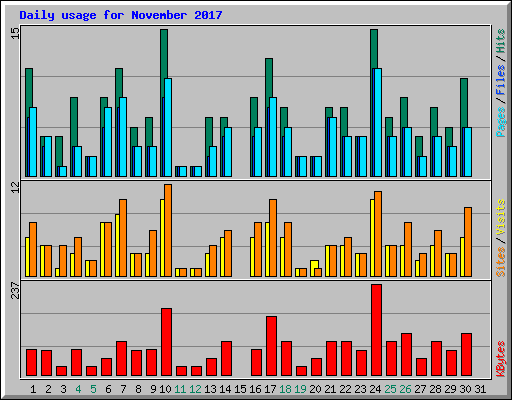 Daily usage for November 2017
15
12
237
Pages / Files / Hits
Sites / Visits
KBytes
1 2 3 4 5 6 7 8 9 10 11 12 13 14 15 16 17 18 19 20 21 22 23 24 25 26 27 28 29 30 31